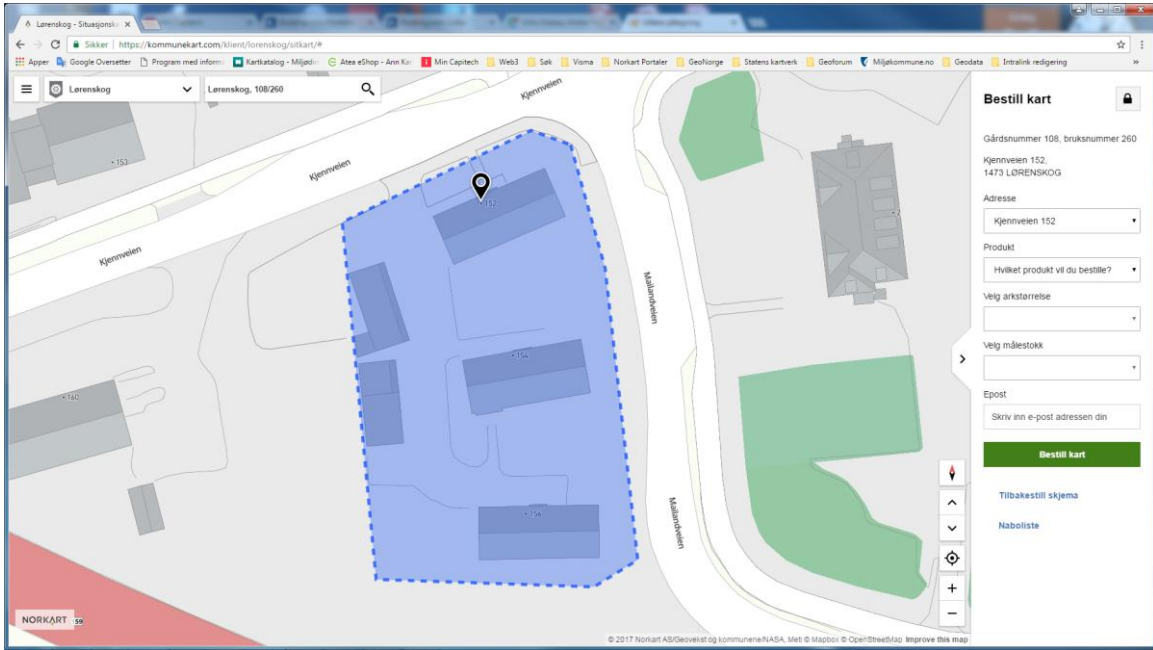 Lørenskog - Situasjonska
Sikker | https://kommunekart.com/klient/lorenskog/sitkart/#
Apper Google Oversetter Program med inform Kartkatalog - Miljødir Atea eShop - Ann Kar Min Capitech Web3 Søk Visma Norkart Portaler GeoNorge Statens kartverk Geoforum Miljøkommune.no Geodata Intralink redigering »
Lørenskog
Lørenskog, 108/260
Kjennveien
153
Kjennveien
152
2
Kjennveien
Mailandveien
154
160
156
Mailandveien
NORKART
159
© 2017 Norkart AS/Geovekst og kommunene/NASA, Meti © Mapbox © OpenStreetMap Improve this map
Bestill kart
Gårdsnummer 108, bruksnummer 260
Kjennveien 152,
1473 LØRENSKOG
Adresse
Kjennveien 152
Produkt
Hvilket produkt vil du bestille?
Velg arkstørrelse
Velg målestokk
Epost
Skriv inn e-post adressen din
Bestill kart
Tilbakestill skjema
Naboliste